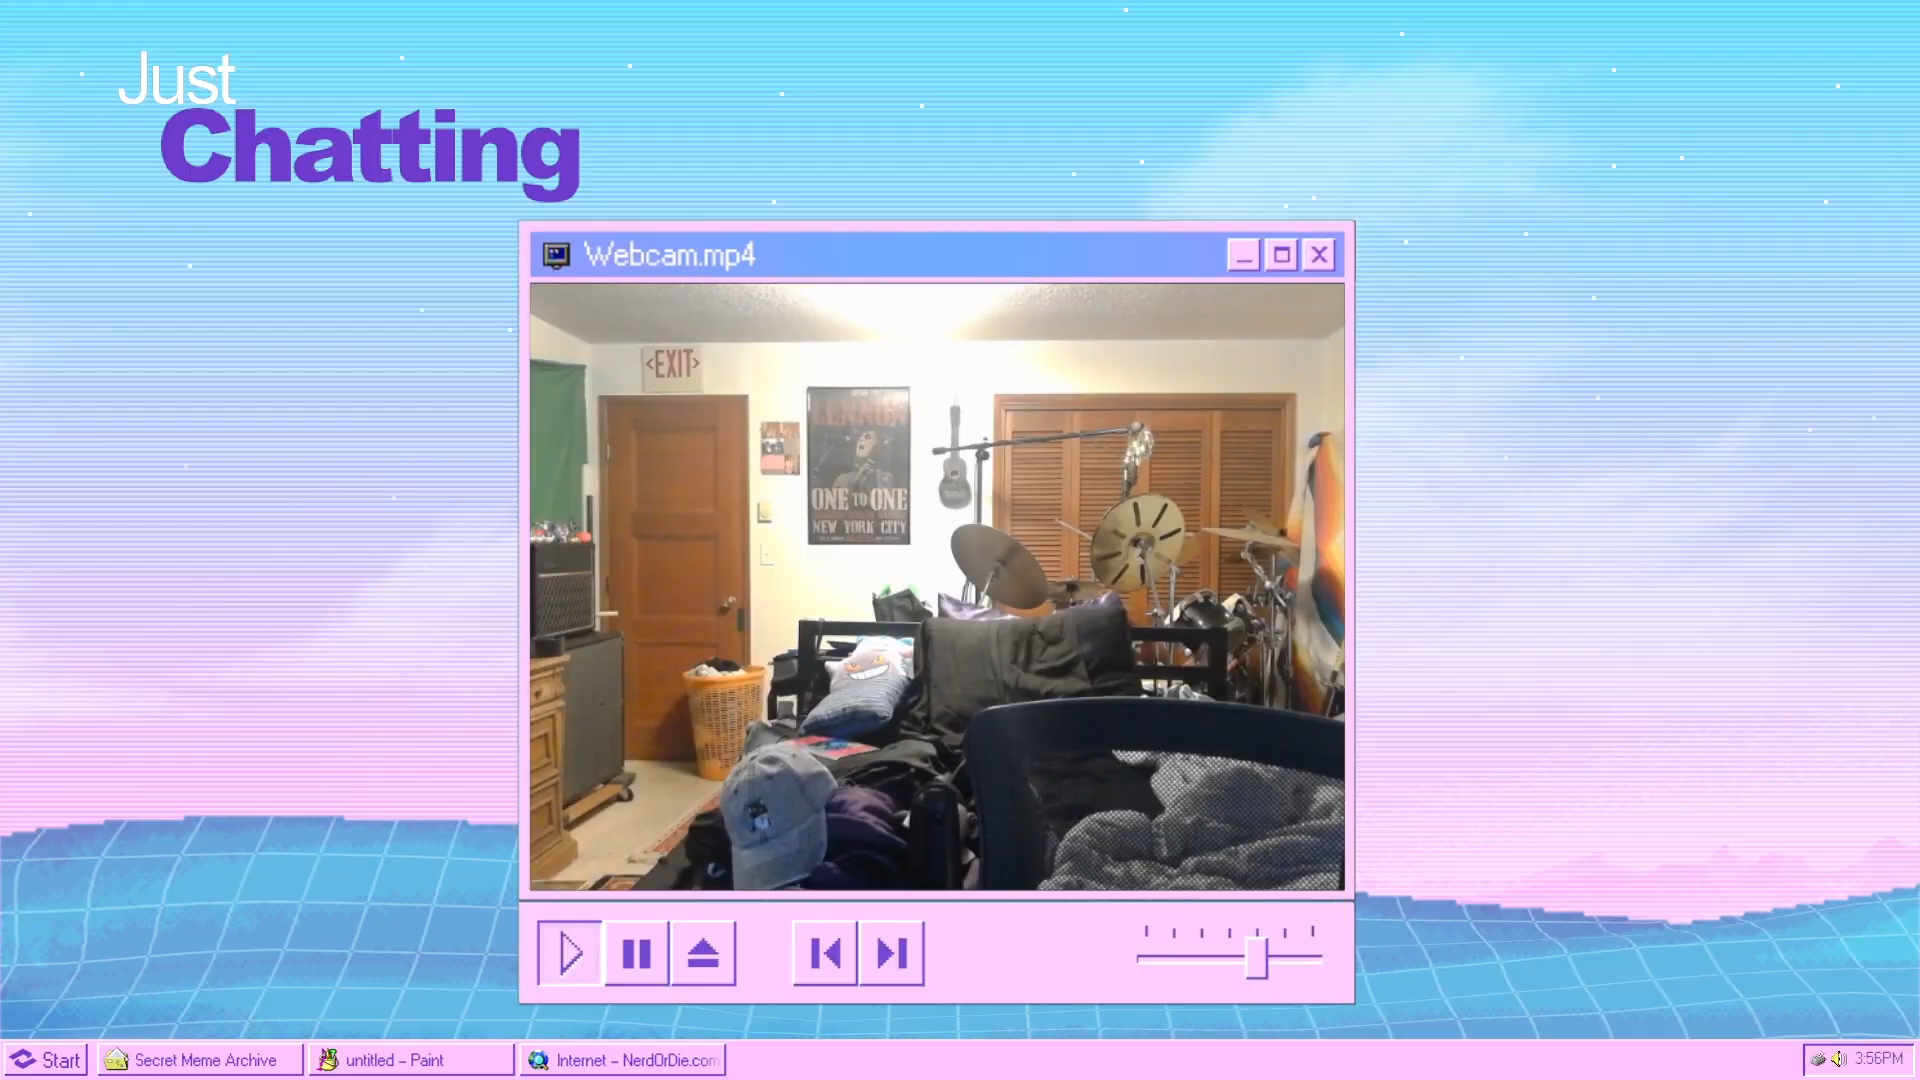 Just
Chatting
Webcam.mp4
<EXIT>
LENNON
ONE TO ONE
NEW YORK CITY
Start
Secret Meme Archive
untitled – Paint
Internet – NerdOrDie.com
3:56PM